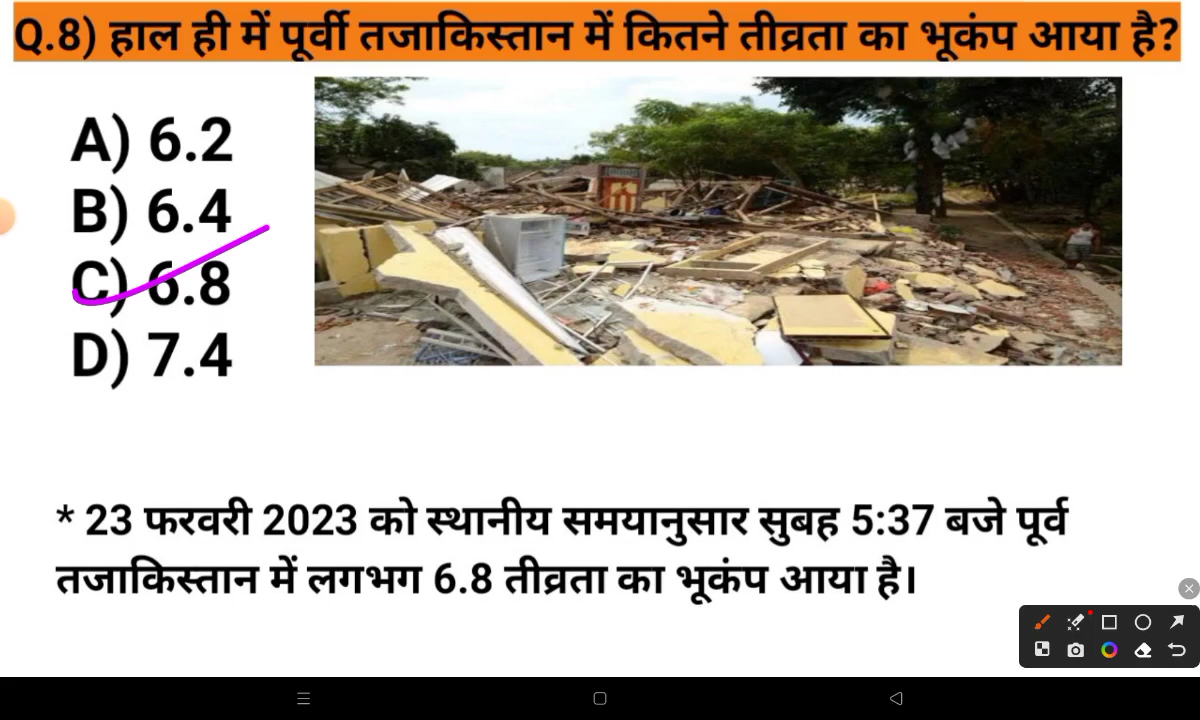 Q.8) हाल ही में पूर्वी तजाकिस्तान में कितने तीव्रता का भूकंप आया है?
A) 6.2
B) 6.4
C) 6.8
D) 7.4
* 23 फरवरी 2023 को स्थानीय समयानुसार सुबह 5:37 बजे पूर्व
तजाकिस्तान में लगभग 6.8 तीव्रता का भूकंप आया है।